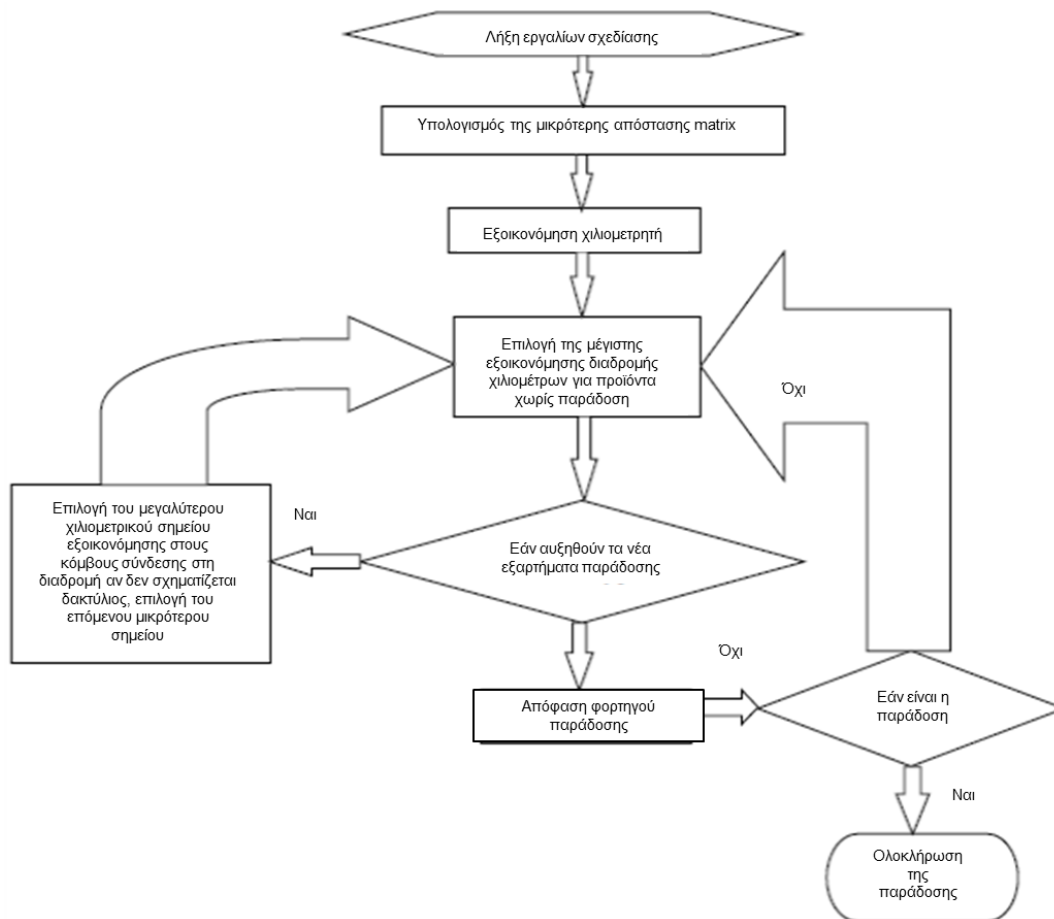 Λήξη εργαλίων σχεδίασης
Υπολογισμός της μικρότερης απόστασης matrix
Εξοικονόμηση χιλιομετρητή
Επιλογή της μέγιστης
εξοικονόμησης διαδρομής
χιλιομέτρων για προϊόντα
χωρίς παράδοση
Όχι
Επιλογή του μεγαλύτερου
χιλιομετρικού σημείου
εξοικονόμησης στους
κόμβους σύνδεσης στη
διαδρομή αν δεν σχηματίζεται
δακτύλιος, επιλογή του
επόμενου μικρότερου
σημείου
Ναι
Εάν αυξηθούν τα νέα
εξαρτήματα παράδοσης
Όχι
Απόφαση φορτηγού
παράδοσης
Εάν είναι η
παράδοση
Ναι
Ολοκλήρωση
της
παράδοσης